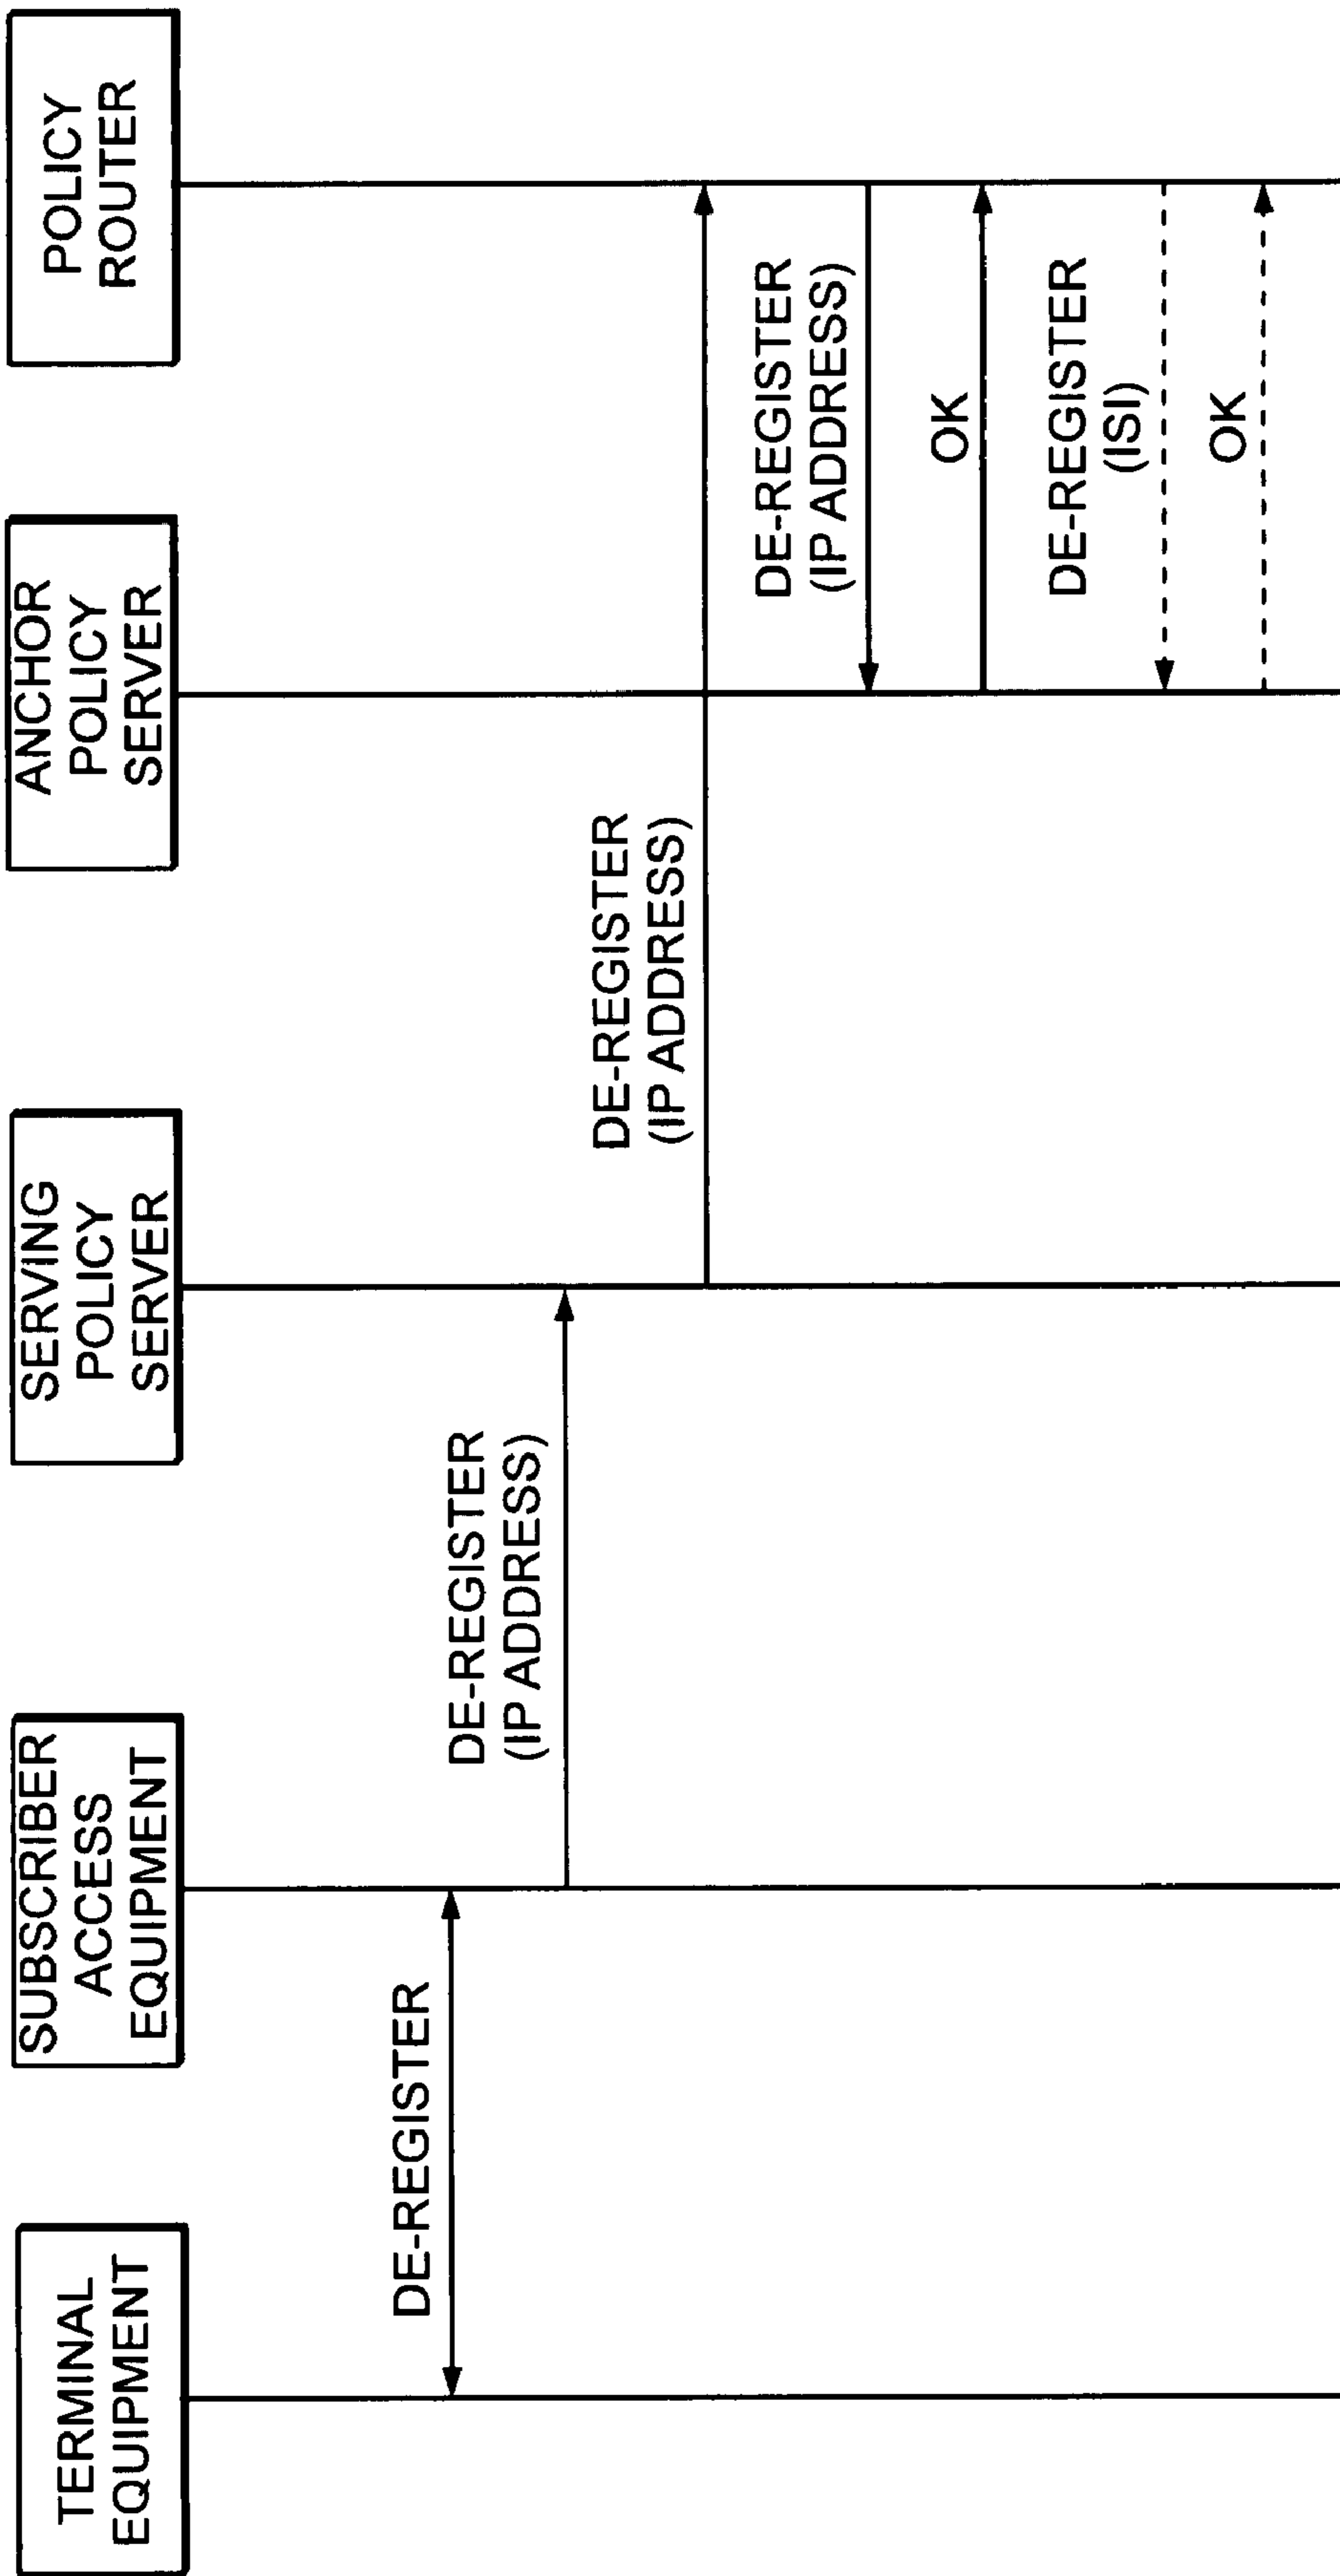 TERMINAL
EQUIPMENT
SUBSCRIBER
ACCESS
EQUIPMENT
SERVING
POLICY
SERVER
ANCHOR
POLICY
SERVER
POLICY
ROUTER
DE-REGISTER
DE-REGISTER
(IP ADDRESS)
DE-REGISTER
(IP ADDRESS)
DE-REGISTER
(IP ADDRESS)
OK
DE-REGISTER
(ISI)
OK